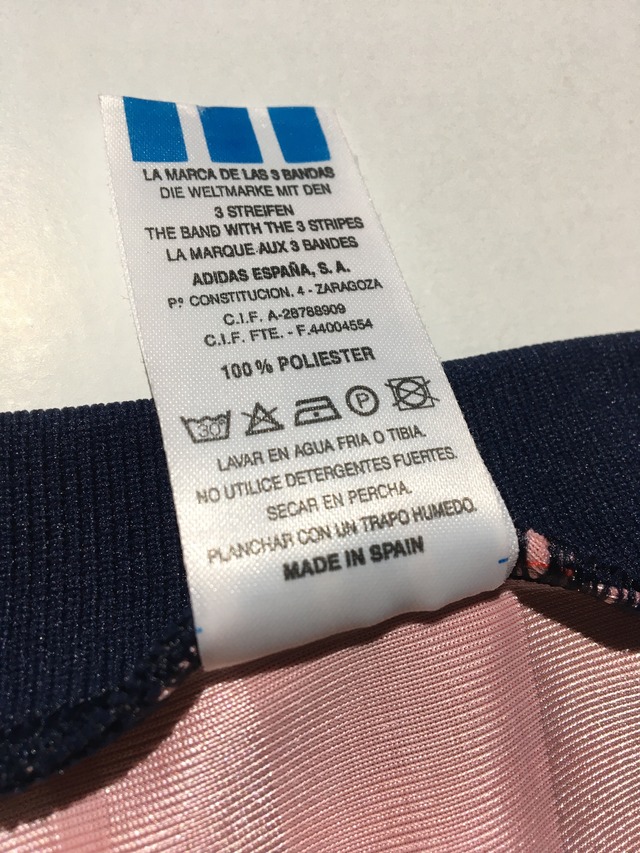 LA MARCA DE LAS 3 BANDAS
DIE WELTMARKE MIT DEN
3 STREIFEN
THE BAND WITH THE 3 STRIPES
LA MARQUE AUX 3 BANDES
ADIDAS ESPAÑA, S. A.
Pº CONSTITUCION, 4 - ZARAGOZA
C.I.F. A-28788909
C.I.F. FTE. - F.44004554
100 % POLIESTER
30° P
LAVAR EN AGUA FRIA O TIBIA.
NO UTILICE DETERGENTES FUERTES.
SECAR EN PERCHA.
PLANCHAR CON UN TRAPO HUMEDO.
MADE IN SPAIN